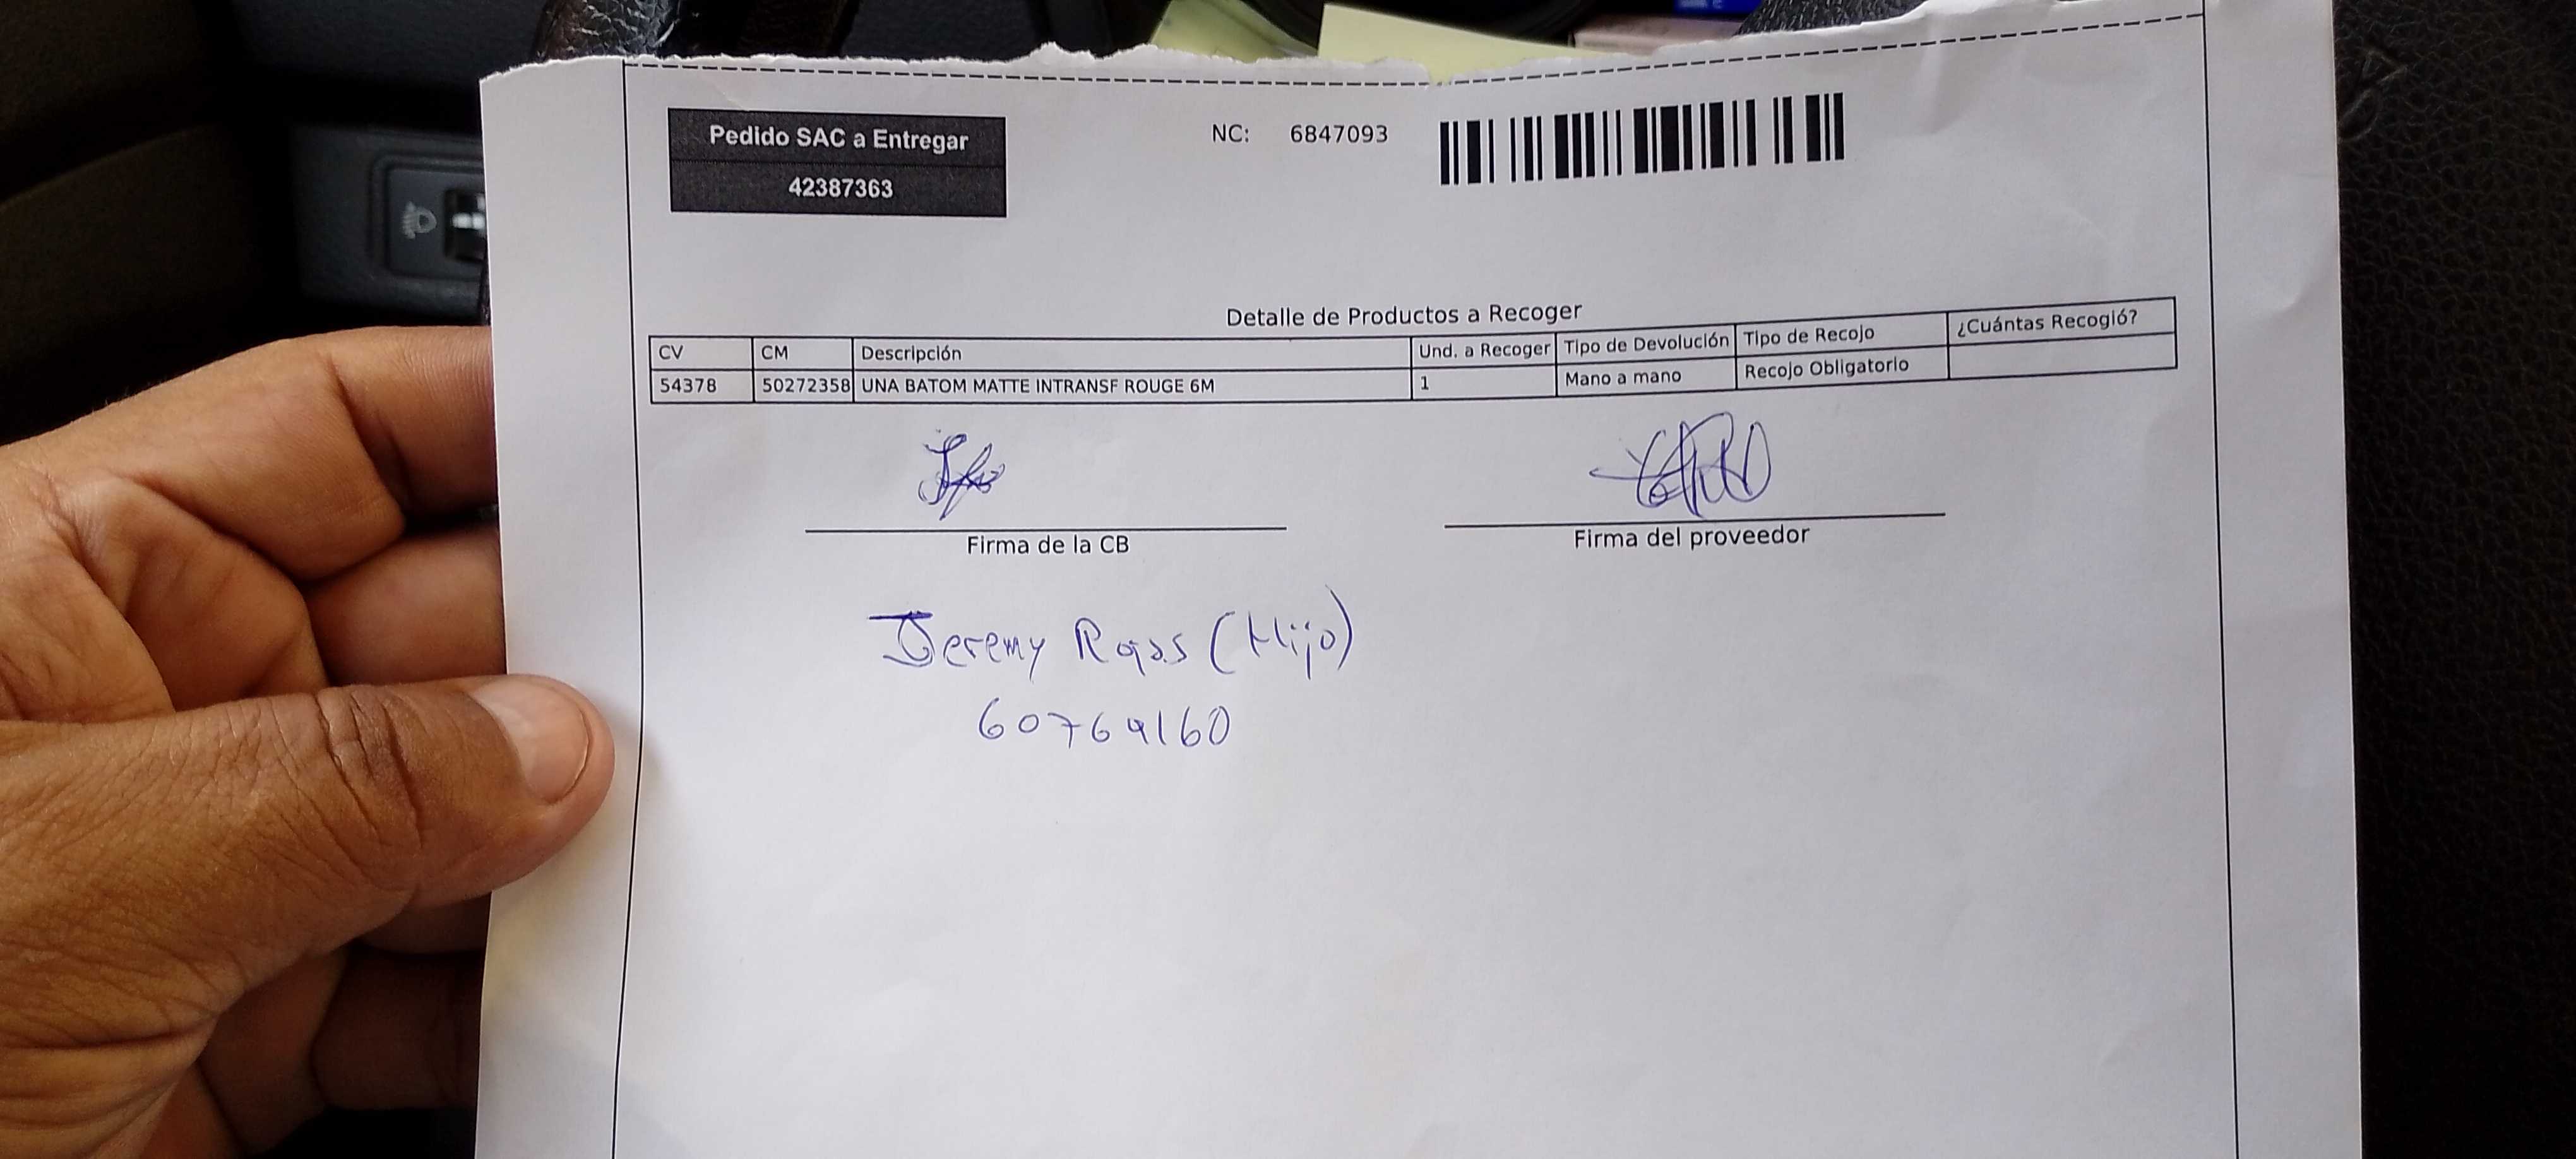 Pedido SAC a Entregar
42387363
NC: 6847093
Detalle de Productos a Recoger
CV CM Descripción Und. a Recoger Tipo de Devolución Tipo de Recojo ¿Cuántas Recogió?
54378 50272358 UNA BATOM MATTE INTRANSF ROUGE 6M 1 Mano a mano Recojo Obligatorio
Firma de la CB Firma del proveedor
Jeremy Rojas (Hijo)
60769160